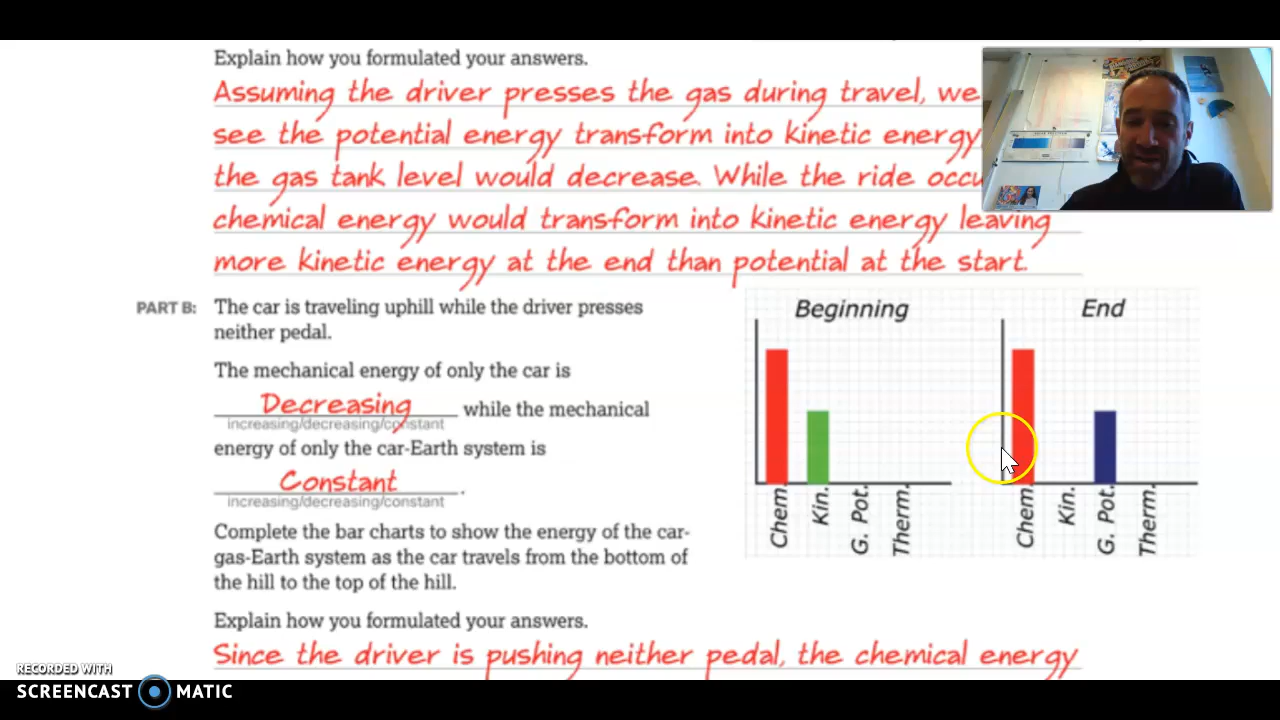 Explain how you formulated your answers.
Assuming the driver presses the gas during travel, we
see the potential energy transform into kinetic energy
the gas tank level would decrease. While the ride
chemical energy would transform into kinetic energy leaving
more kinetic energy at the end than potential at the start.
PART B: The car is traveling uphill while the driver presses
neither pedal.
The mechanical energy of only the car is
Decreasing while the mechanical
increasing/decreasing/constant
energy of only the car-Earth system is
Constant.
increasing/decreasing/constant
Complete the bar charts to show the energy of the car-
gas-Earth system as the car travels from the bottom of
the hill to the top of the hill.
Explain how you formulated your answers.
Since the driver is pushing neither pedal, the chemical energy
Beginning
Chem.
Kin.
G. Pot.
Therm.
End
Chem.
Kin.
G. Pot.
Therm.
RECORDED WITH
SCREENCAST MATIC